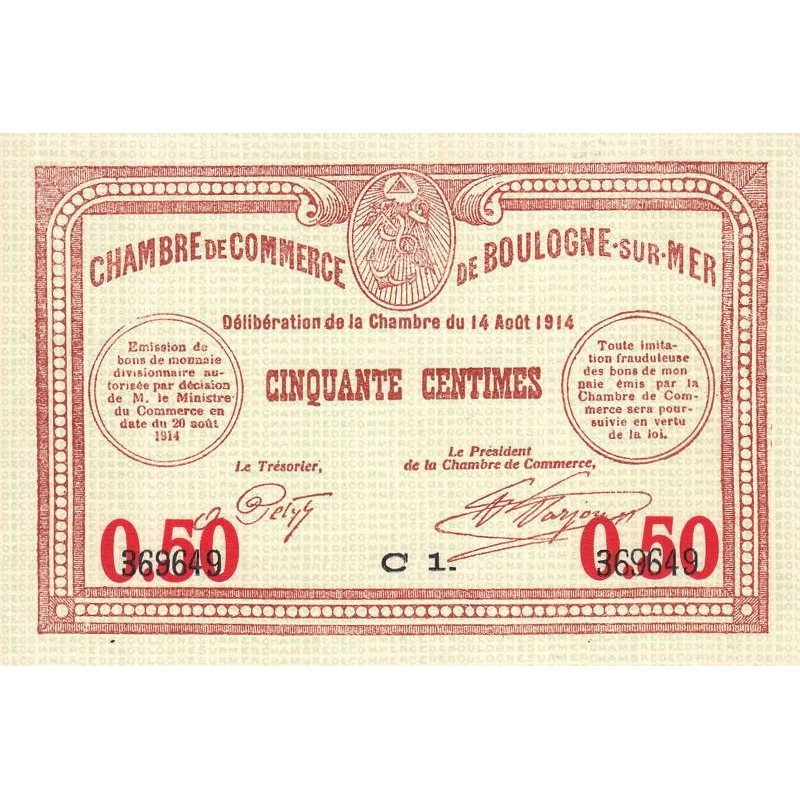 CHAMBRE DE COMMERCE
DE BOULOGNE-SUR-MER
Délibération de la Chambre du 14 Août 1914
Emission de
bons de monnaie
divisionnaire au-
torisée par décision
de M. le Ministre
du Commerce en
date du 20 août
1914
CINQUANTE CENTIMES
Toute imita-
tion frauduleuse
des bons de mon
naie émis par la
Chambre de Com-
merce sera pour-
suivie en vertu
de la loi.
Le Trésorier,
Le Président
de la Chambre de Commerce,
0.50
369649
C 1.
0.50
369649